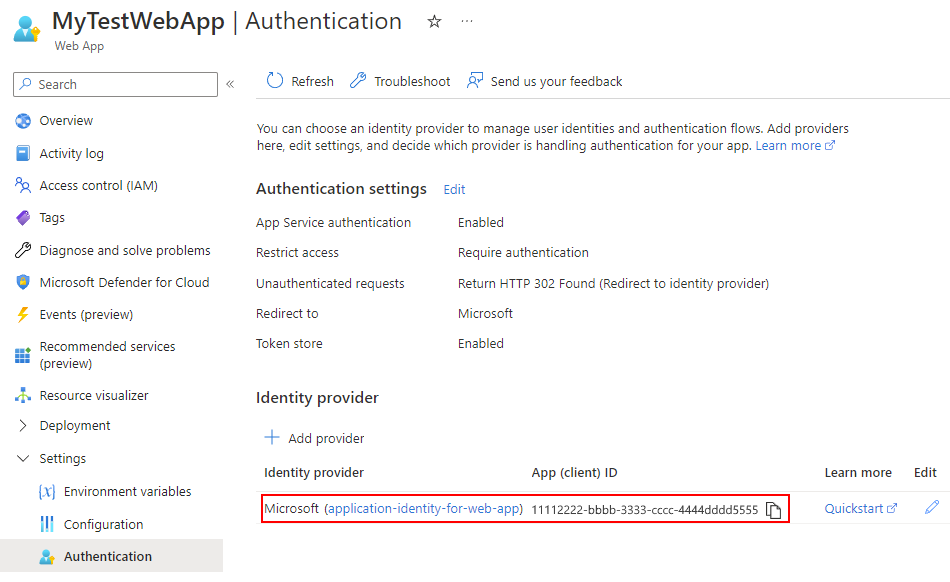 MyTestWebApp | Authentication
Web App
Search
Refresh
Troubleshoot
Send us your feedback
Overview
Activity log
Access control (IAM)
Tags
Diagnose and solve problems
Microsoft Defender for Cloud
Events (preview)
Recommended services
(preview)
Resource visualizer
Deployment
Settings
Environment variables
Configuration
Authentication
You can choose an identity provider to manage user identities and authentication flows. Add providers
here, edit settings, and decide which provider is handling authentication for your app. Learn more
Authentication settings Edit
App Service authentication Enabled
Restrict access Require authentication
Unauthenticated requests Return HTTP 302 Found (Redirect to identity provider)
Redirect to Microsoft
Token store Enabled
Identity provider
Add provider
Identity provider App (client) ID Learn more Edit
Microsoft (application-identity-for-web-app) 11112222-bbbb-3333-cccc-4444dddd5555 Quickstart